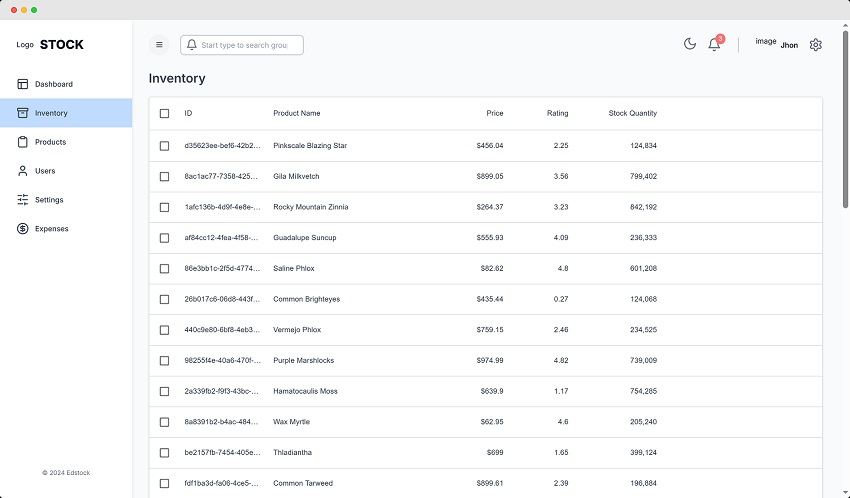 Logo STOCK
Start type to search grou
3
image Jhon
Dashboard
Inventory
Products
Users
Settings
Expenses
© 2024 Edstock
Inventory
ID Product Name Price Rating Stock Quantity
d35623ee-bef6-42b2... Pinkscale Blazing Star $456.04 2.25 124,834
8ac1ac77-7358-425... Gila Milkvetch $899.05 3.56 799,402
1afc136b-4d9f-4e8e-... Rocky Mountain Zinnia $264.37 3.23 842,192
af84cc12-4fea-4f58-... Guadalupe Suncup $555.93 4.09 236,333
86e3bb1c-2f5d-4774... Saline Phlox $82.62 4.8 601,208
26b017c6-06d8-443f... Common Brighteyes $435.44 0.27 124,068
440c9e80-6bf8-4eb3... Vermejo Phlox $759.15 2.46 234,525
98255f4e-40a6-470f-... Purple Marshlocks $974.99 4.82 739,009
2a339fb2-f9f3-43bc-... Hamatocaulis Moss $639.9 1.17 754,285
8a8391b2-b4ac-484... Wax Myrtle $62.95 4.6 205,240
be2157fb-7454-405e... Thladiantha $699 1.65 399,124
fdf1ba3d-fa06-4ce5-... Common Tarweed $899.61 2.39 196,884